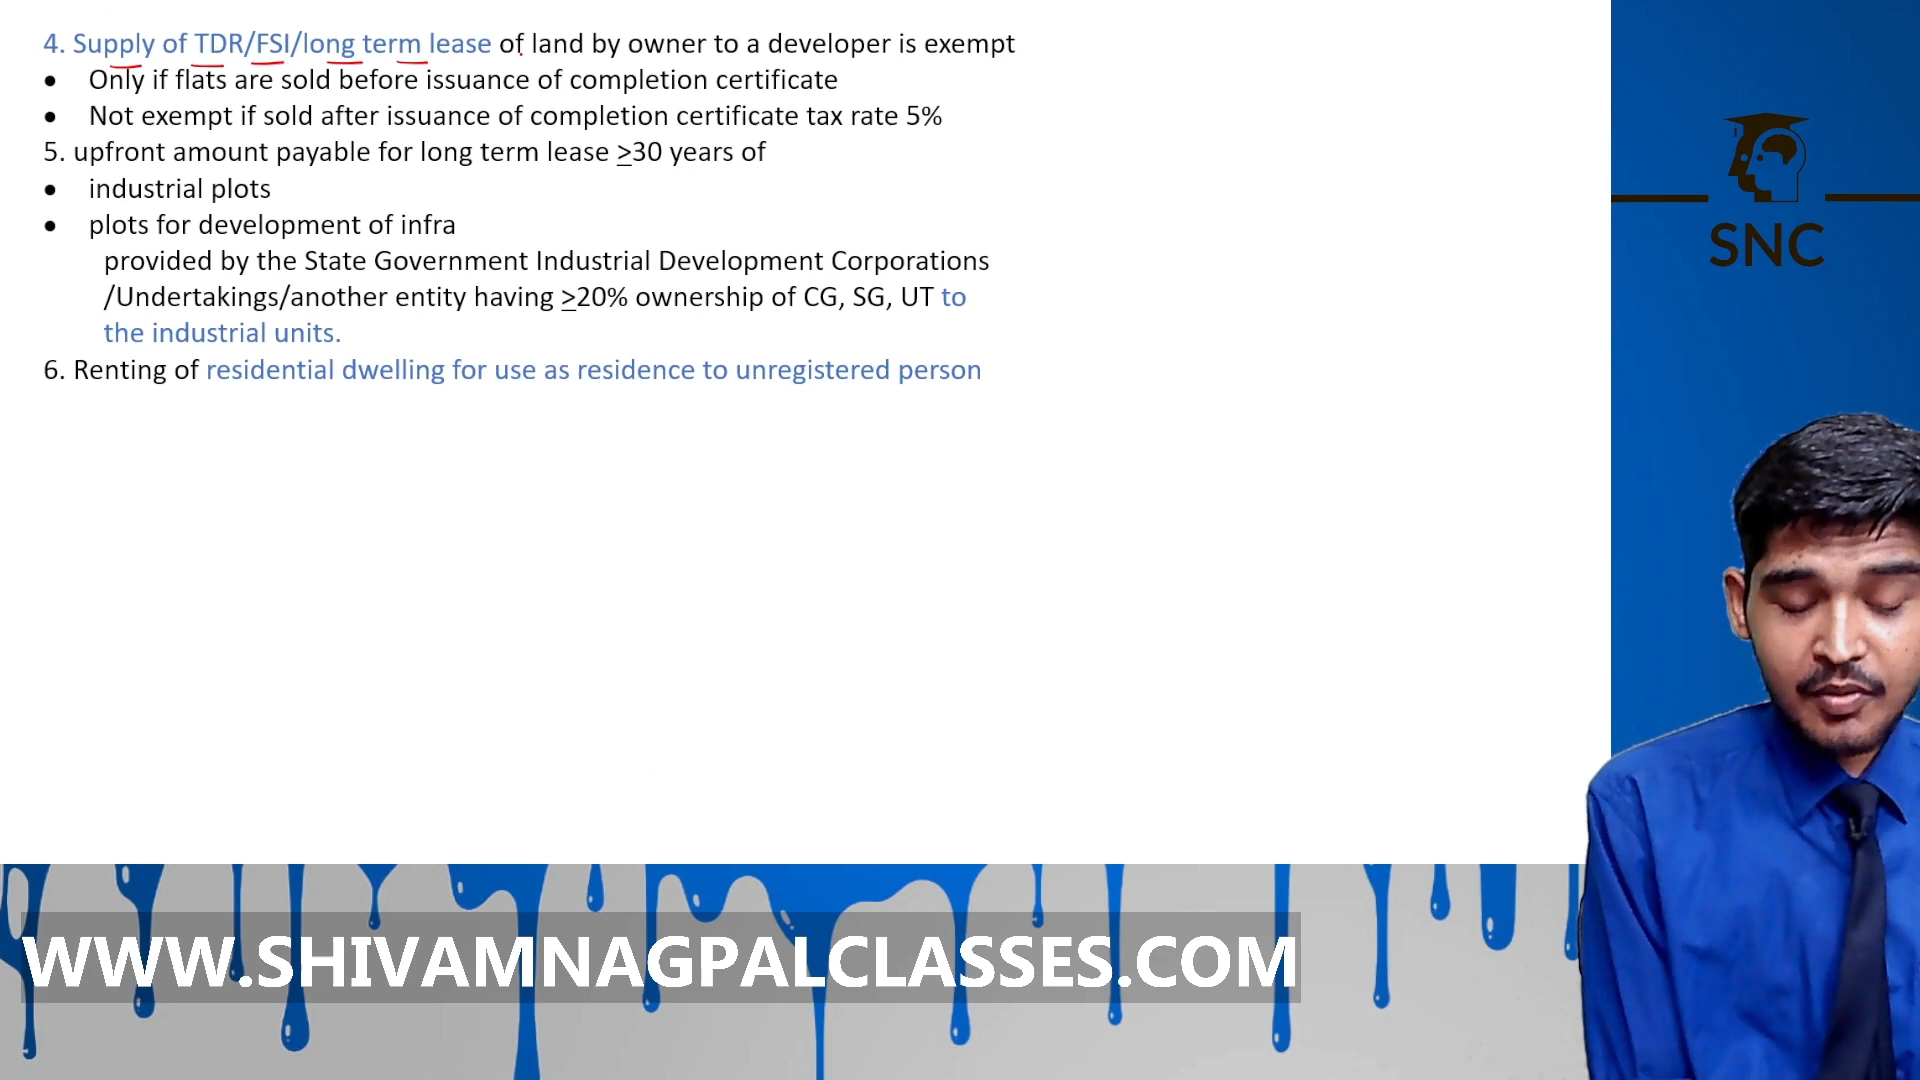 4. Supply of TDR/FSI/long term lease of land by owner to a developer is exempt
• Only if flats are sold before issuance of completion certificate
• Not exempt if sold after issuance of completion certificate tax rate 5%
5. upfront amount payable for long term lease ≥30 years of
• industrial plots
• plots for development of infra
provided by the State Government Industrial Development Corporations
/Undertakings/another entity having ≥20% ownership of CG, SG, UT to
the industrial units.
6. Renting of residential dwelling for use as residence to unregistered person
SNC
WWW.SHIVAMNAGPALCLASSES.COM